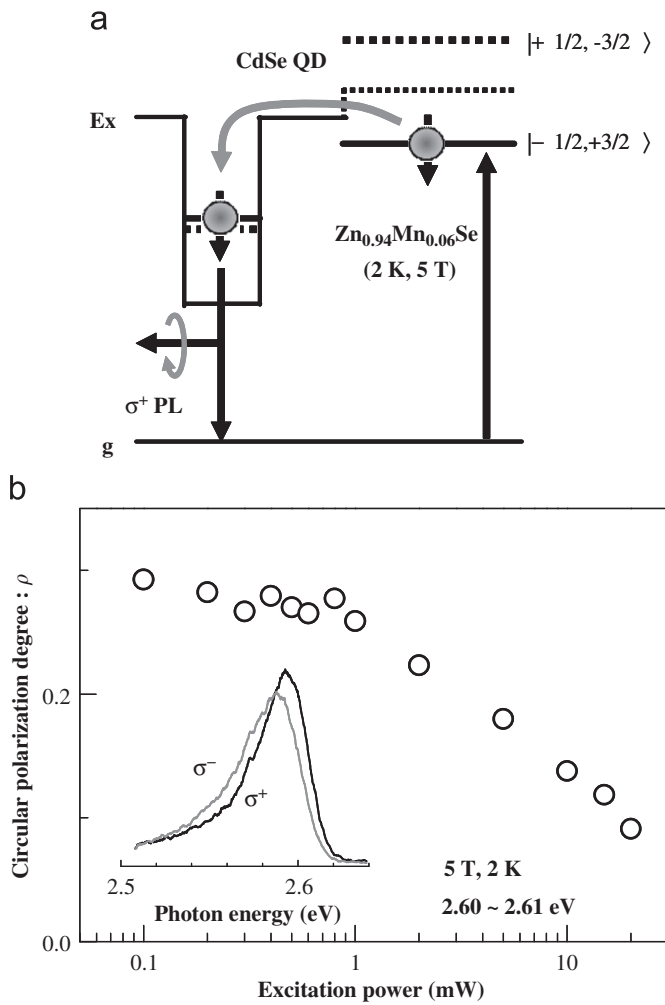 a
|+ 1/2, -3/2 ⟩
CdSe QD
Ex
|− 1/2,+3/2 ⟩
Zn0.94Mn0.06Se
(2 K, 5 T)
σ+ PL
g
b
Circular polarization degree : ρ
0.2
0.0
σ−
σ+
2.5
2.6
Photon energy (eV)
5 T, 2 K
2.60 ~ 2.61 eV
0.1
1
10
Excitation power (mW)